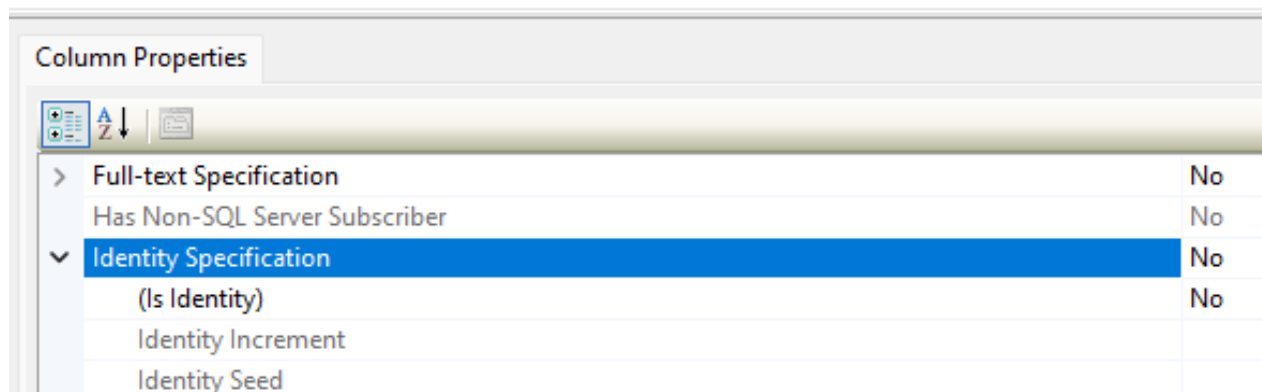 Column Properties
A
Z
Full-text Specification No
Has Non-SQL Server Subscriber No
Identity Specification No
(Is Identity) No
Identity Increment
Identity Seed